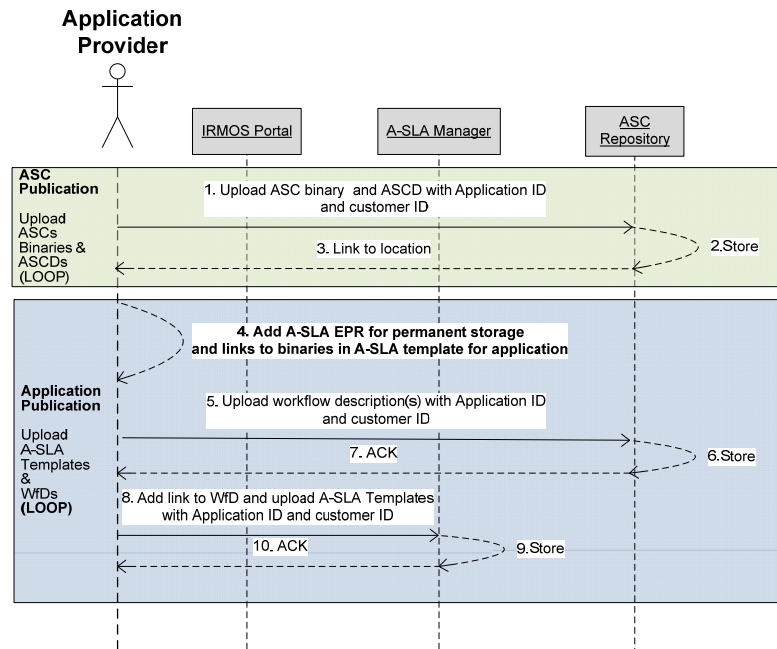 Application
Provider
IRMOS Portal
A-SLA Manager
ASC
Repository
ASC
Publication
Upload
ASCs
Binaries &
ASCDs
(LOOP)
1. Upload ASC binary and ASCD with Application ID
and customer ID
2.Store
3. Link to location
4. Add A-SLA EPR for permanent storage
and links to binaries in A-SLA template for application
Application
Publication
Upload
A-SLA
Templates
&
WfDs
(LOOP)
5. Upload workflow description(s) with Application ID
and customer ID
6.Store
7. ACK
8. Add link to WfD and upload A-SLA Templates
with Application ID and customer ID
9.Store
10. ACK